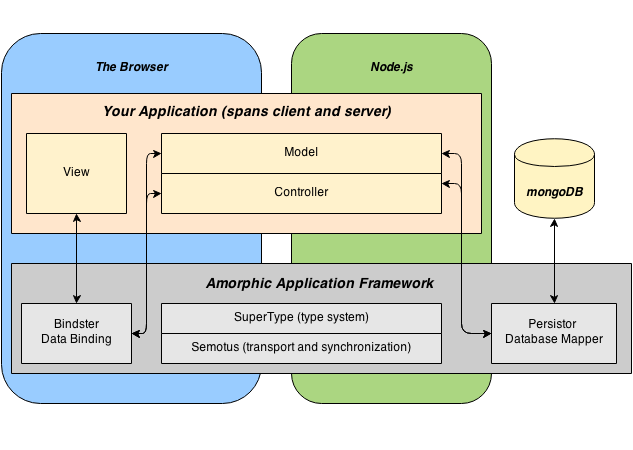 The Browser
Node.js
Your Application (spans client and server)
View
Model
Controller
mongoDB
Amorphic Application Framework
Bindster
Data Binding
SuperType (type system)
Semotus (transport and synchronization)
Persistor
Database Mapper